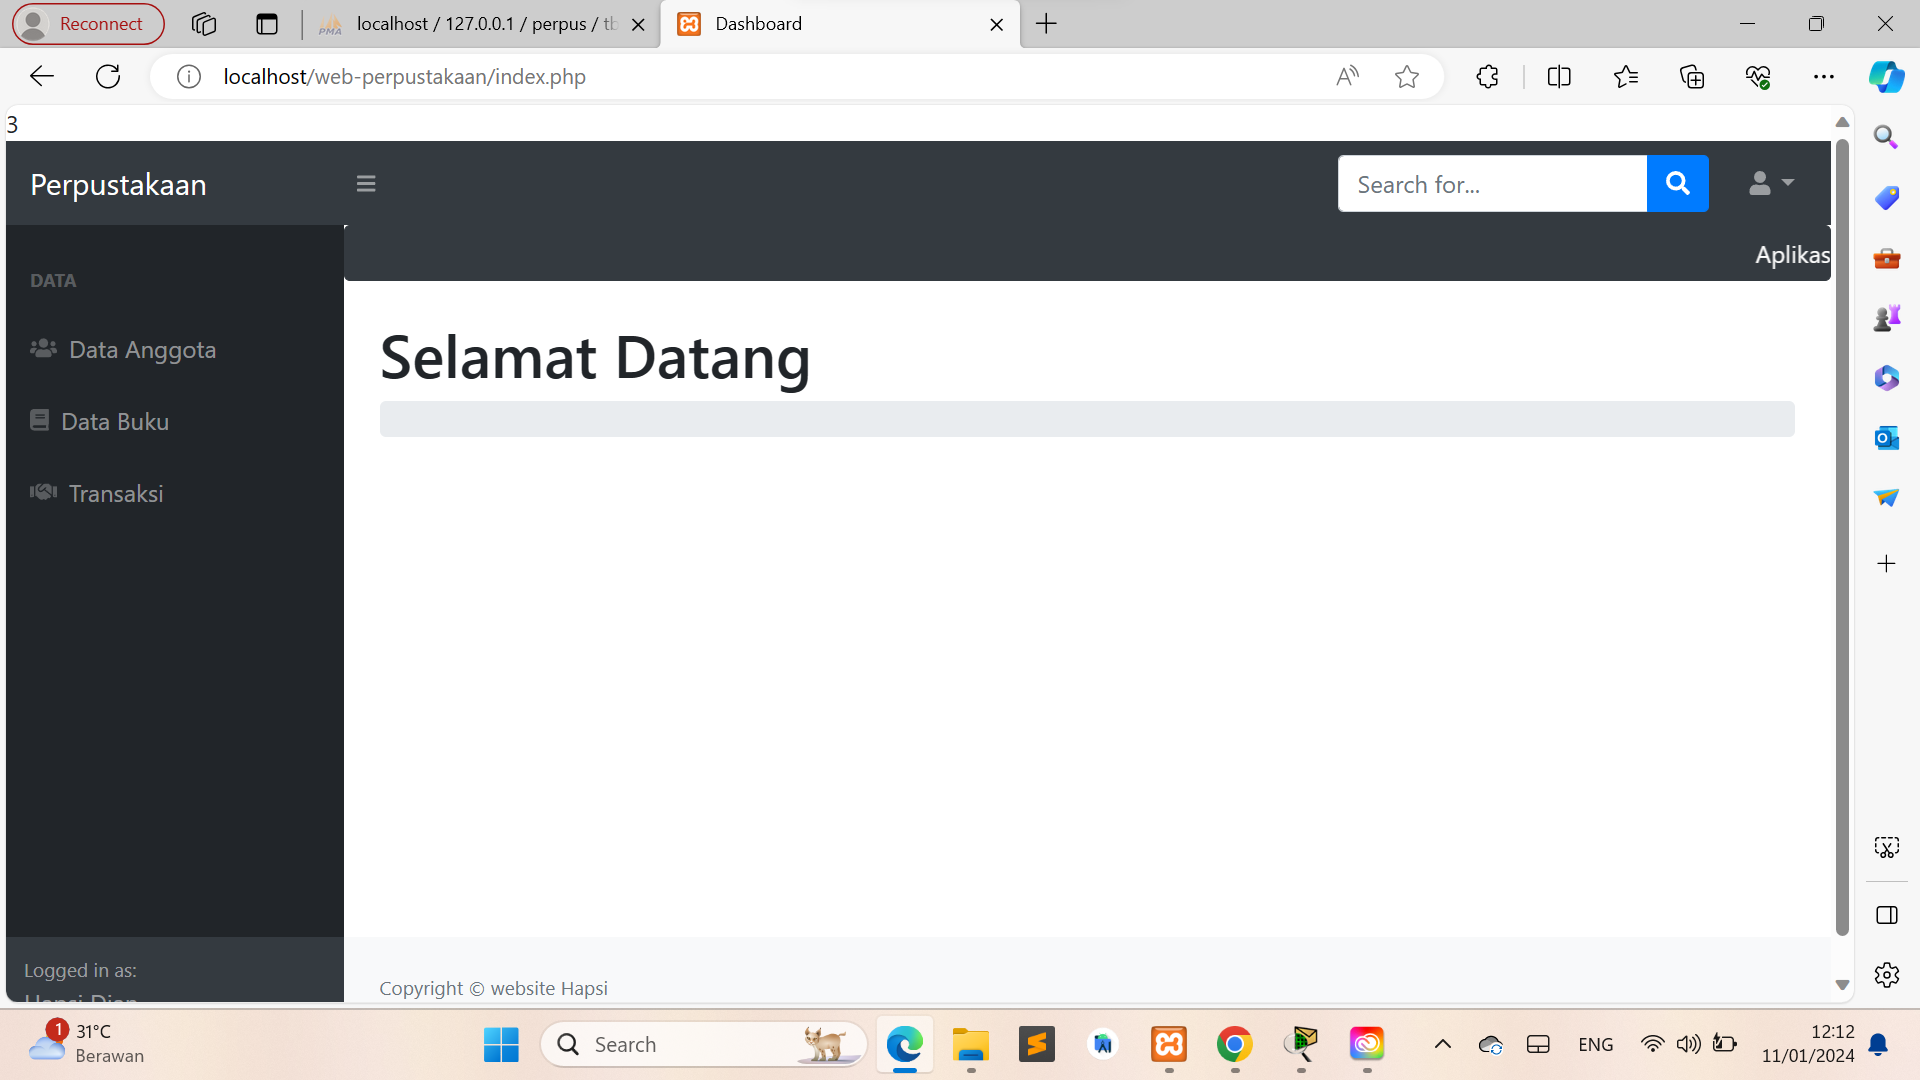 Reconnect
localhost / 127.0.0.1 / perpus / tb
Dashboard
localhost/web-perpustakaan/index.php
3
Perpustakaan
Search for...
Aplikas
DATA
Data Anggota
Data Buku
Transaksi
Selamat Datang
Logged in as:
Hapsi Dian
Copyright © website Hapsi
1
31°C
Berawan
Search
ENG
12:12
11/01/2024